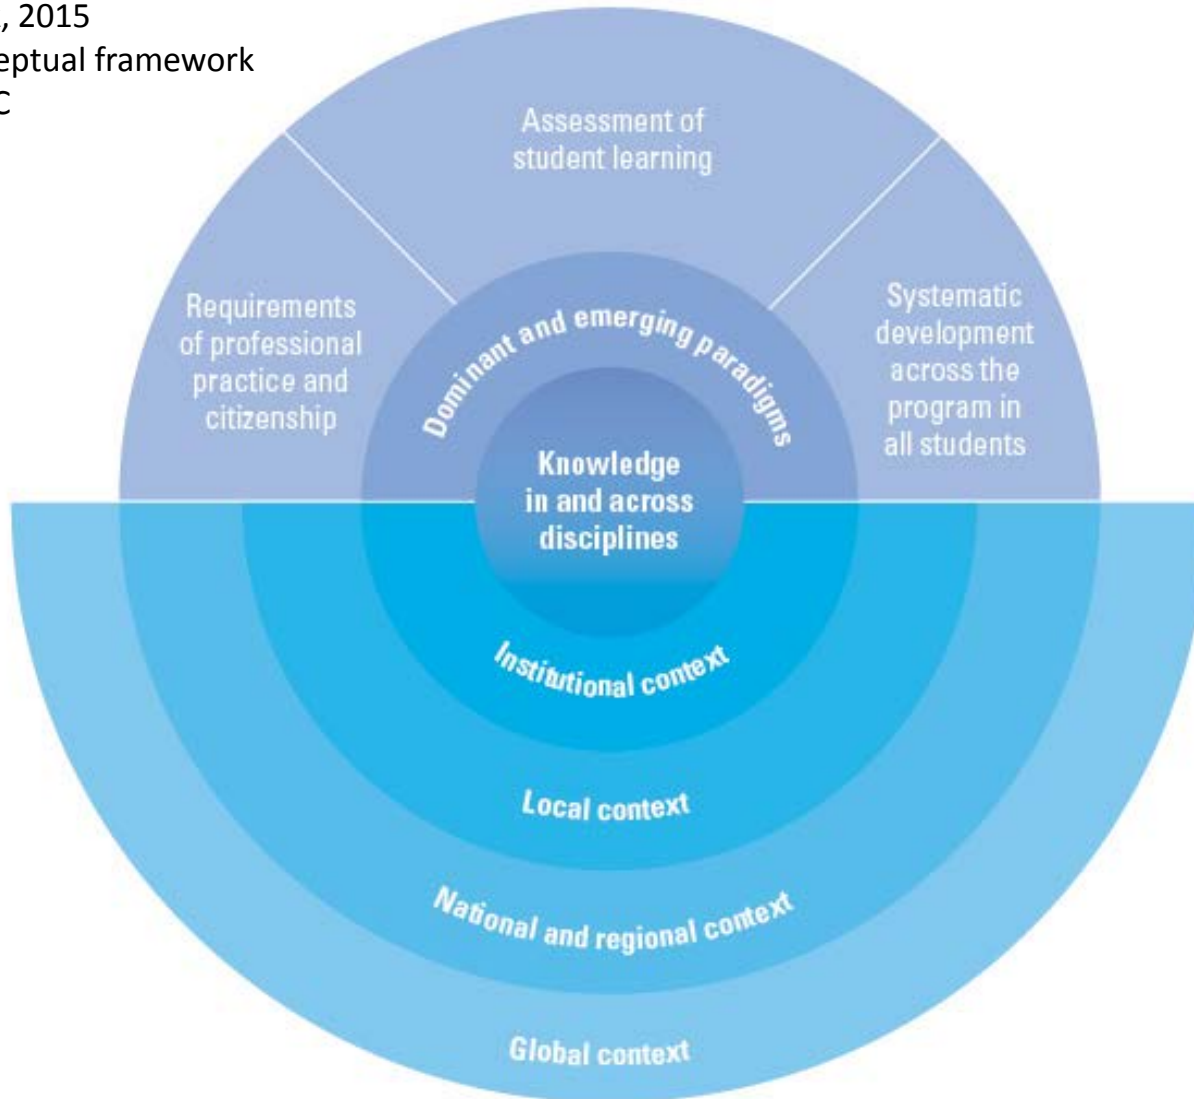 , 2015
eptual framework
C
Assessment of
student learning
Requirements
of professional
practice and
citizenship
Systematic
development
across the
program in
all students
Dominant and emerging paradigms
Knowledge
in and across
disciplines
Institutional context
Local context
National and regional context
Global context